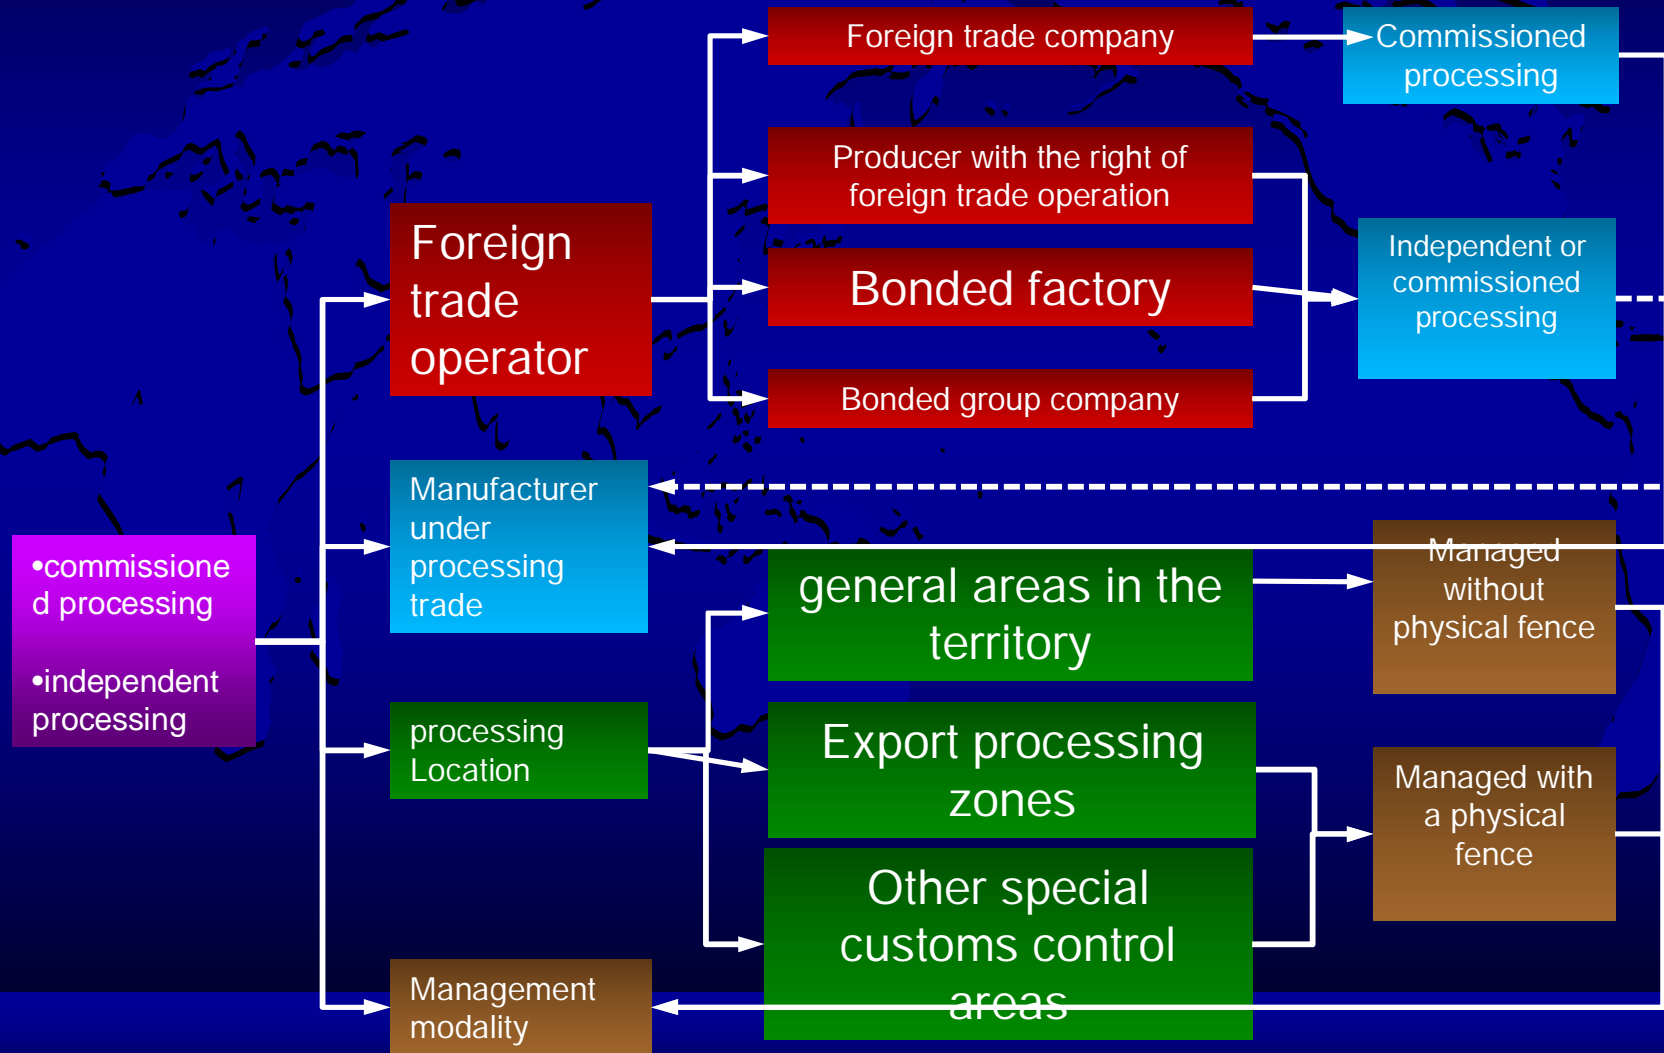 Foreign trade company
Commissioned
processing
Producer with the right of
foreign trade operation
Foreign
trade
operator
Bonded factory
Independent or
commissioned
processing
Bonded group company
Manufacturer
under
processing
trade
•commissione
d processing
•independent
processing
general areas in the
territory
Managed
without
physical fence
processing
Location
Export processing
zones
Managed with
a physical
fence
Other special
customs control
areas
Management
modality